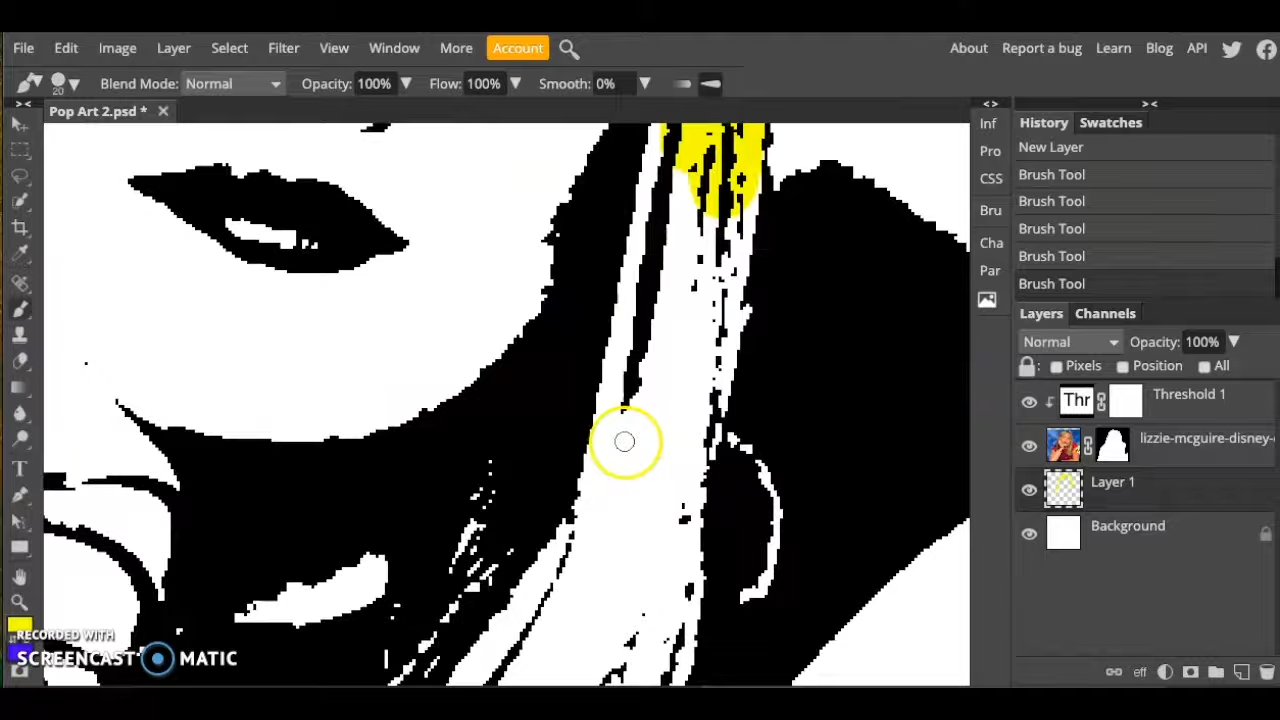 File Edit Image Layer Select Filter View Window More Account About Report a bug Learn Blog API
20 Blend Mode: Normal Opacity: 100% Flow: 100% Smooth: 0%
Pop Art 2.psd *
> < < > > <
Inf
Pro
CSS
Bru
Cha
Par
History Swatches
New Layer
Brush Tool
Brush Tool
Brush Tool
Brush Tool
Brush Tool
Layers Channels
Normal Opacity: 100%
Pixels Position All
Thr Threshold 1
lizzie-mcguire-disney-
Layer 1
Background
eff
RECORDED WITH
SCREENCAST MATIC